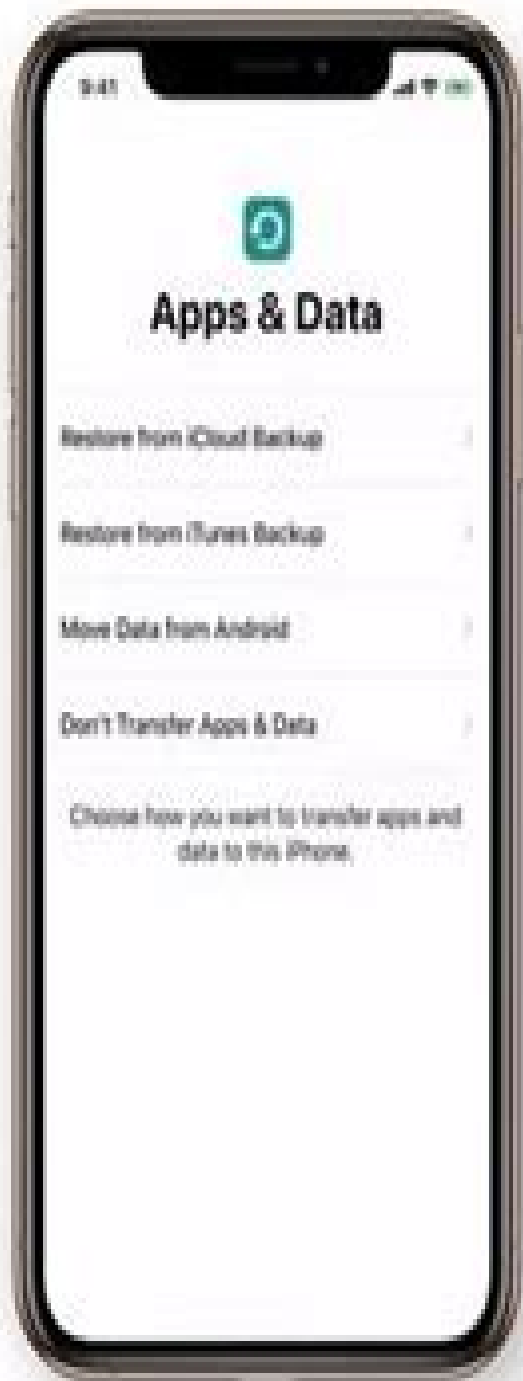 9:41
Apps & Data
Restore from iCloud Backup
Restore from iTunes Backup
Move Data from Android
Don't Transfer Apps & Data
Choose how you want to transfer apps and
data to this iPhone.